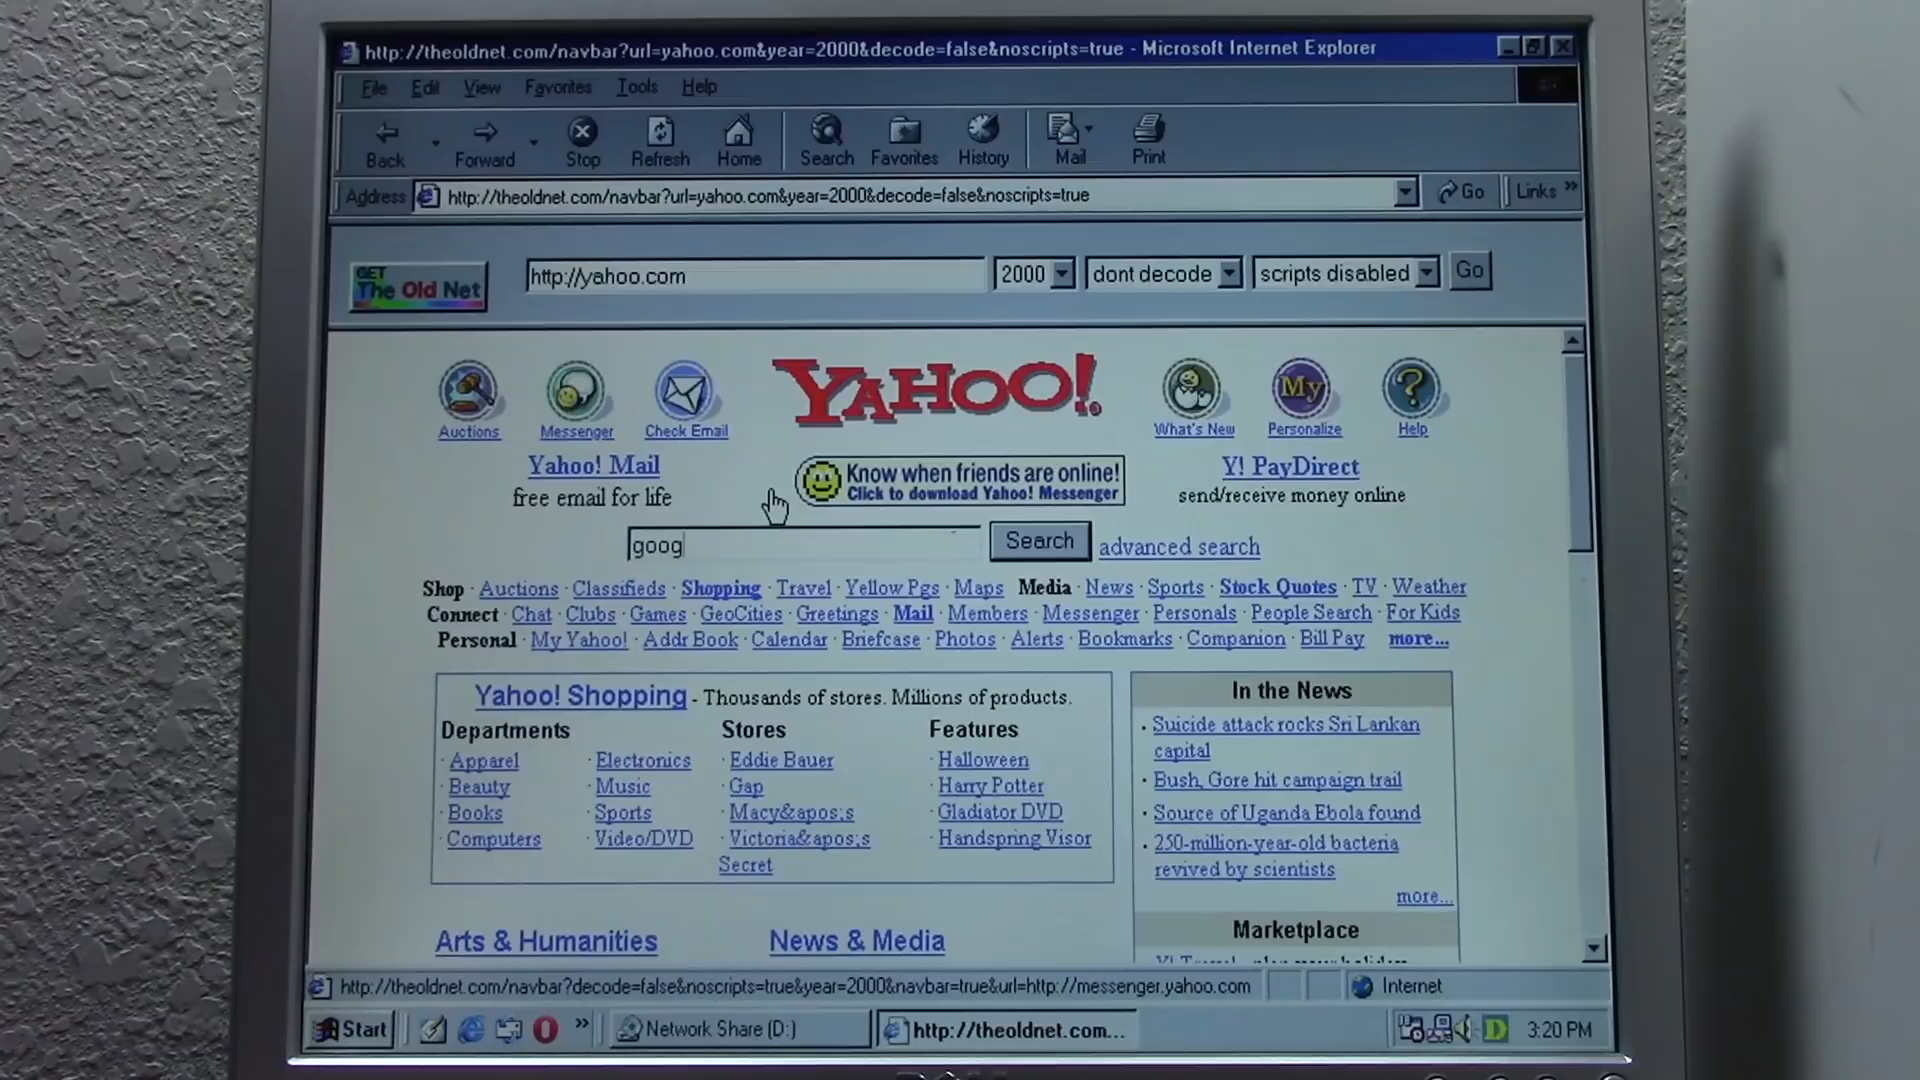 http://theoldnet.com/navbar?url=yahoo.com&year=2000&decode=false&noscripts=true - Microsoft Internet Explorer
File Edit View Favorites Tools Help
Back Forward Stop Refresh Home Search Favorites History Mail Print
Address http://theoldnet.com/navbar?url=yahoo.com&year=2000&decode=false&noscripts=true Go Links »
GET
The Old Net
http://yahoo.com 2000 dont decode scripts disabled Go
YAHOO!
My ?
Auctions Messenger Check Email What's New Personalize Help
Yahoo! Mail Know when friends are online! Y! PayDirect
free email for life Click to download Yahoo! Messenger send/receive money online
goog Search advanced search
Shop · Auctions · Classifieds · Shopping · Travel · Yellow Pgs · Maps Media · News · Sports · Stock Quotes · TV · Weather
Connect · Chat · Clubs · Games · GeoCities · Greetings · Mail · Members · Messenger · Personals · People Search · For Kids
Personal · My Yahoo! · Addr Book · Calendar · Briefcase · Photos · Alerts · Bookmarks · Companion · Bill Pay more...
Yahoo! Shopping - Thousands of stores. Millions of products.
Departments Stores Features
· Apparel · Electronics · Eddie Bauer · Halloween
· Beauty · Music · Gap · Harry Potter
· Books · Sports · Macy&apos;s · Gladiator DVD
· Computers · Video/DVD · Victoria&apos;s · Handspring Visor
Secret
In the News
· Suicide attack rocks Sri Lankan
capital
· Bush, Gore hit campaign trail
· Source of Uganda Ebola found
· 250-million-year-old bacteria
revived by scientists
more...
Marketplace
Arts & Humanities News & Media
http://theoldnet.com/navbar?decode=false&noscripts=true&year=2000&navbar=true&url=http://messenger.yahoo.com Internet
Start » Network Share (D:) http://theoldnet.com... D 3:20 PM